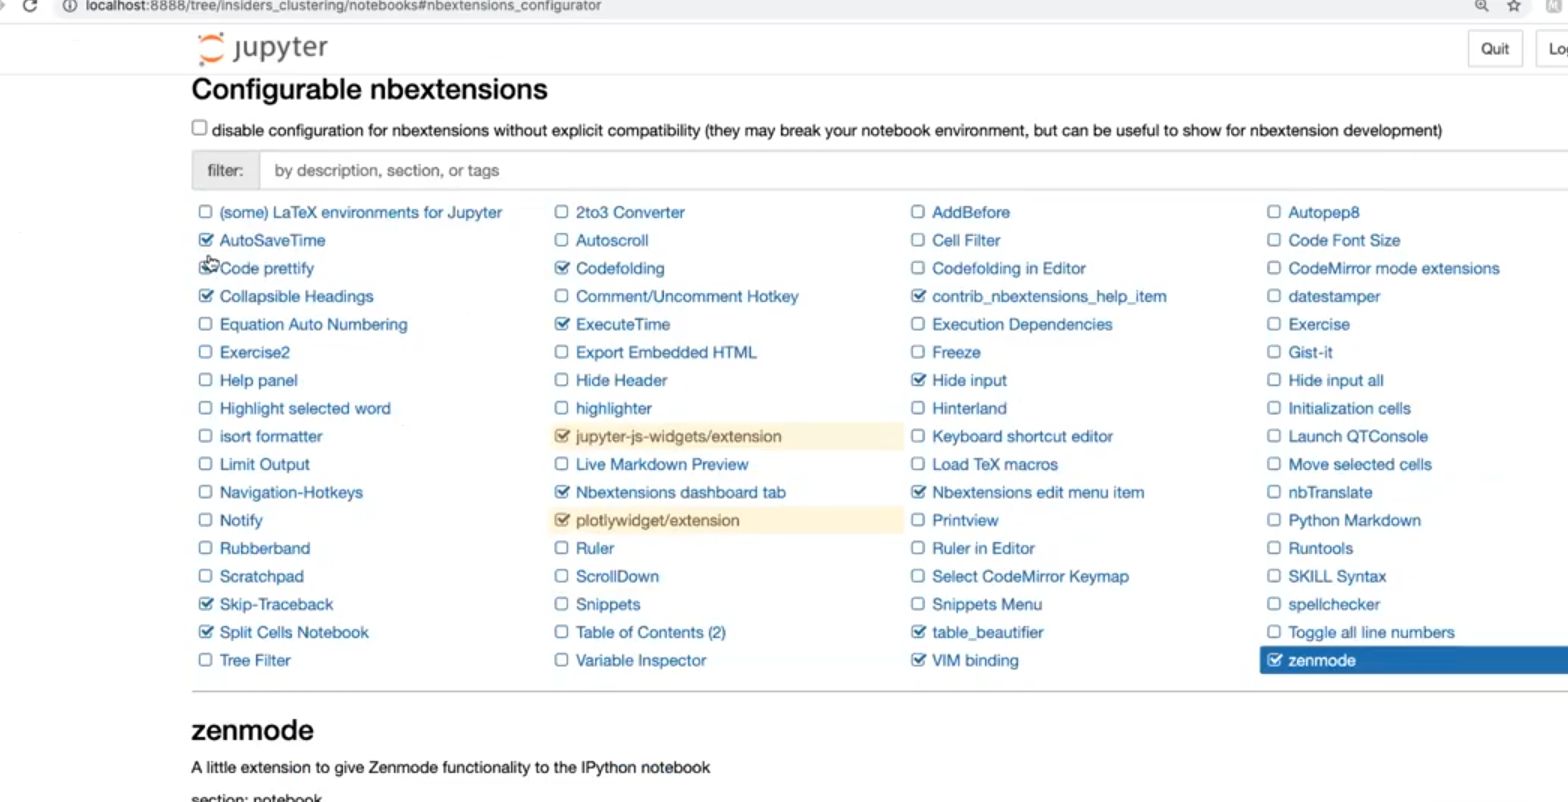 localhost:8888/tree/insiders_clustering/notebooks#nbextensions_configurator
jupyter
Quit
Configurable nbextensions
disable configuration for nbextensions without explicit compatibility (they may break your notebook environment, but can be useful to show for nbextension development)
filter: by description, section, or tags
(some) LaTeX environments for Jupyter 2to3 Converter AddBefore Autopep8
AutoSaveTime Autoscroll Cell Filter Code Font Size
Code prettify Codefolding Codefolding in Editor CodeMirror mode extensions
Collapsible Headings Comment/Uncomment Hotkey contrib_nbextensions_help_item datestamper
Equation Auto Numbering ExecuteTime Execution Dependencies Exercise
Exercise2 Export Embedded HTML Freeze Gist-it
Help panel Hide Header Hide input Hide input all
Highlight selected word highlighter Hinterland Initialization cells
isort formatter jupyter-js-widgets/extension Keyboard shortcut editor Launch QTConsole
Limit Output Live Markdown Preview Load TeX macros Move selected cells
Navigation-Hotkeys Nbextensions dashboard tab Nbextensions edit menu item nbTranslate
Notify plotlywidget/extension Printview Python Markdown
Rubberband Ruler Ruler in Editor Runtools
Scratchpad ScrollDown Select CodeMirror Keymap SKILL Syntax
Skip-Traceback Snippets Snippets Menu spellchecker
Split Cells Notebook Table of Contents (2) table_beautifier Toggle all line numbers
Tree Filter Variable Inspector VIM binding zenmode
zenmode
A little extension to give Zenmode functionality to the IPython notebook
section: notebook